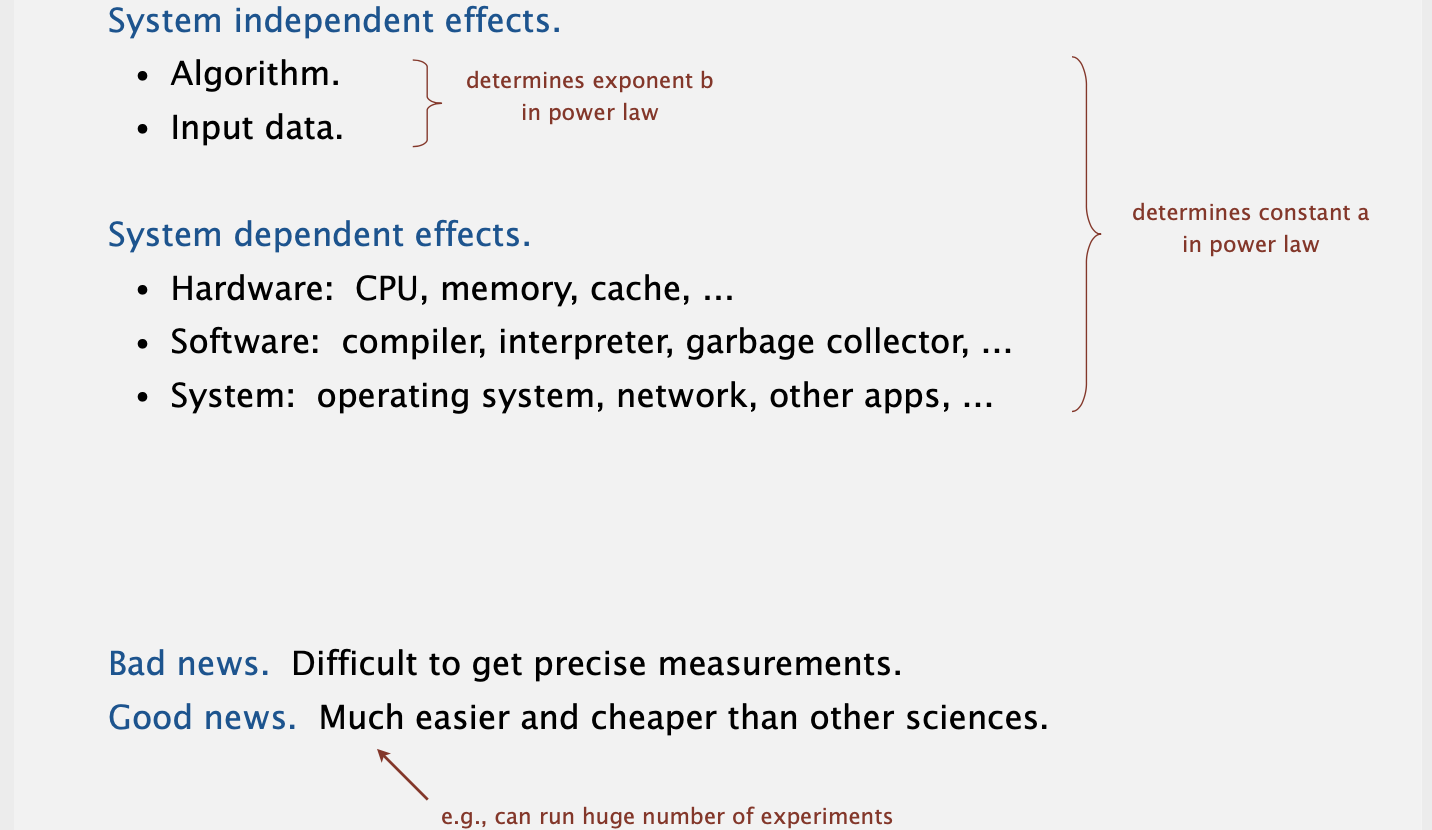 System independent effects.
• Algorithm.
• Input data.
determines exponent b
in power law
System dependent effects.
• Hardware: CPU, memory, cache, ...
• Software: compiler, interpreter, garbage collector, ...
• System: operating system, network, other apps, ...
determines constant a
in power law
Bad news. Difficult to get precise measurements.
Good news. Much easier and cheaper than other sciences.
e.g., can run huge number of experiments